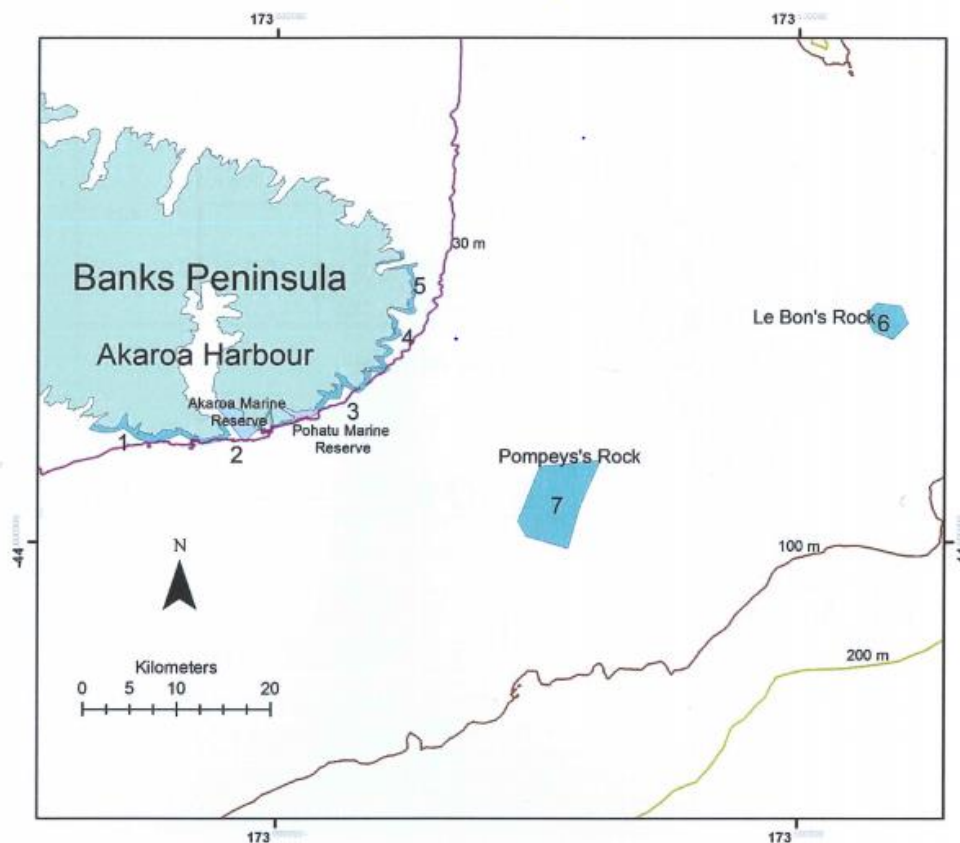 173
173
30 m
Banks Peninsula
5
Le Bon's Rock
6
4
Akaroa Harbour
Akaroa Marine
Reserve
3
Pohatu Marine
Reserve
1
2
Pompeys's Rock
7
-44
N
100 m
200 m
Kilometers
0 5 10 20
173
173